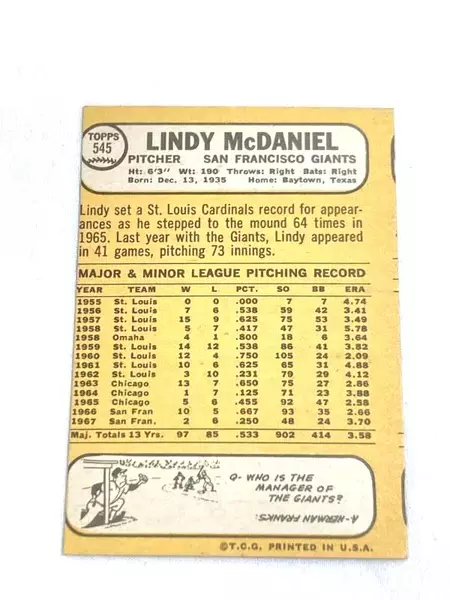 TOPPS
545
LINDY McDANIEL
PITCHER SAN FRANCISCO GIANTS
Ht: 6'3" Wt: 190 Throws: Right Bats: Right
Born: Dec. 13, 1935 Home: Baytown, Texas
Lindy set a St. Louis Cardinals record for appear-
ances as he stepped to the mound 64 times in
1965. Last year with the Giants, Lindy appeared
in 41 games, pitching 73 innings.
MAJOR & MINOR LEAGUE PITCHING RECORD
YEAR TEAM W L PCT. SO BB ERA
1955 St. Louis 0 0 .000 7 7 4.74
1956 St. Louis 7 6 .538 59 42 3.41
1957 St. Louis 15 9 .625 75 53 3.49
1958 St. Louis 5 7 .417 47 31 5.78
1958 Omaha 4 1 .800 18 6 3.64
1959 St. Louis 14 12 .538 86 41 3.82
1960 St. Louis 12 4 .750 105 24 2.09
1961 St. Louis 10 6 .625 65 31 4.88
1962 St. Louis 3 10 .231 79 29 4.12
1963 Chicago 13 7 .650 75 27 2.86
1964 Chicago 1 7 .125 71 23 3.88
1965 Chicago 5 6 .455 92 47 2.58
1966 San Fran. 10 5 .667 93 35 2.66
1967 San Fran. 2 6 .250 48 24 3.70
Maj. Totals 13 Yrs. 97 85 .533 902 414 3.58
Q- WHO IS THE
MANAGER OF
THE GIANTS?
A-HERMAN FRANKS
©T.C.G. PRINTED IN U.S.A.